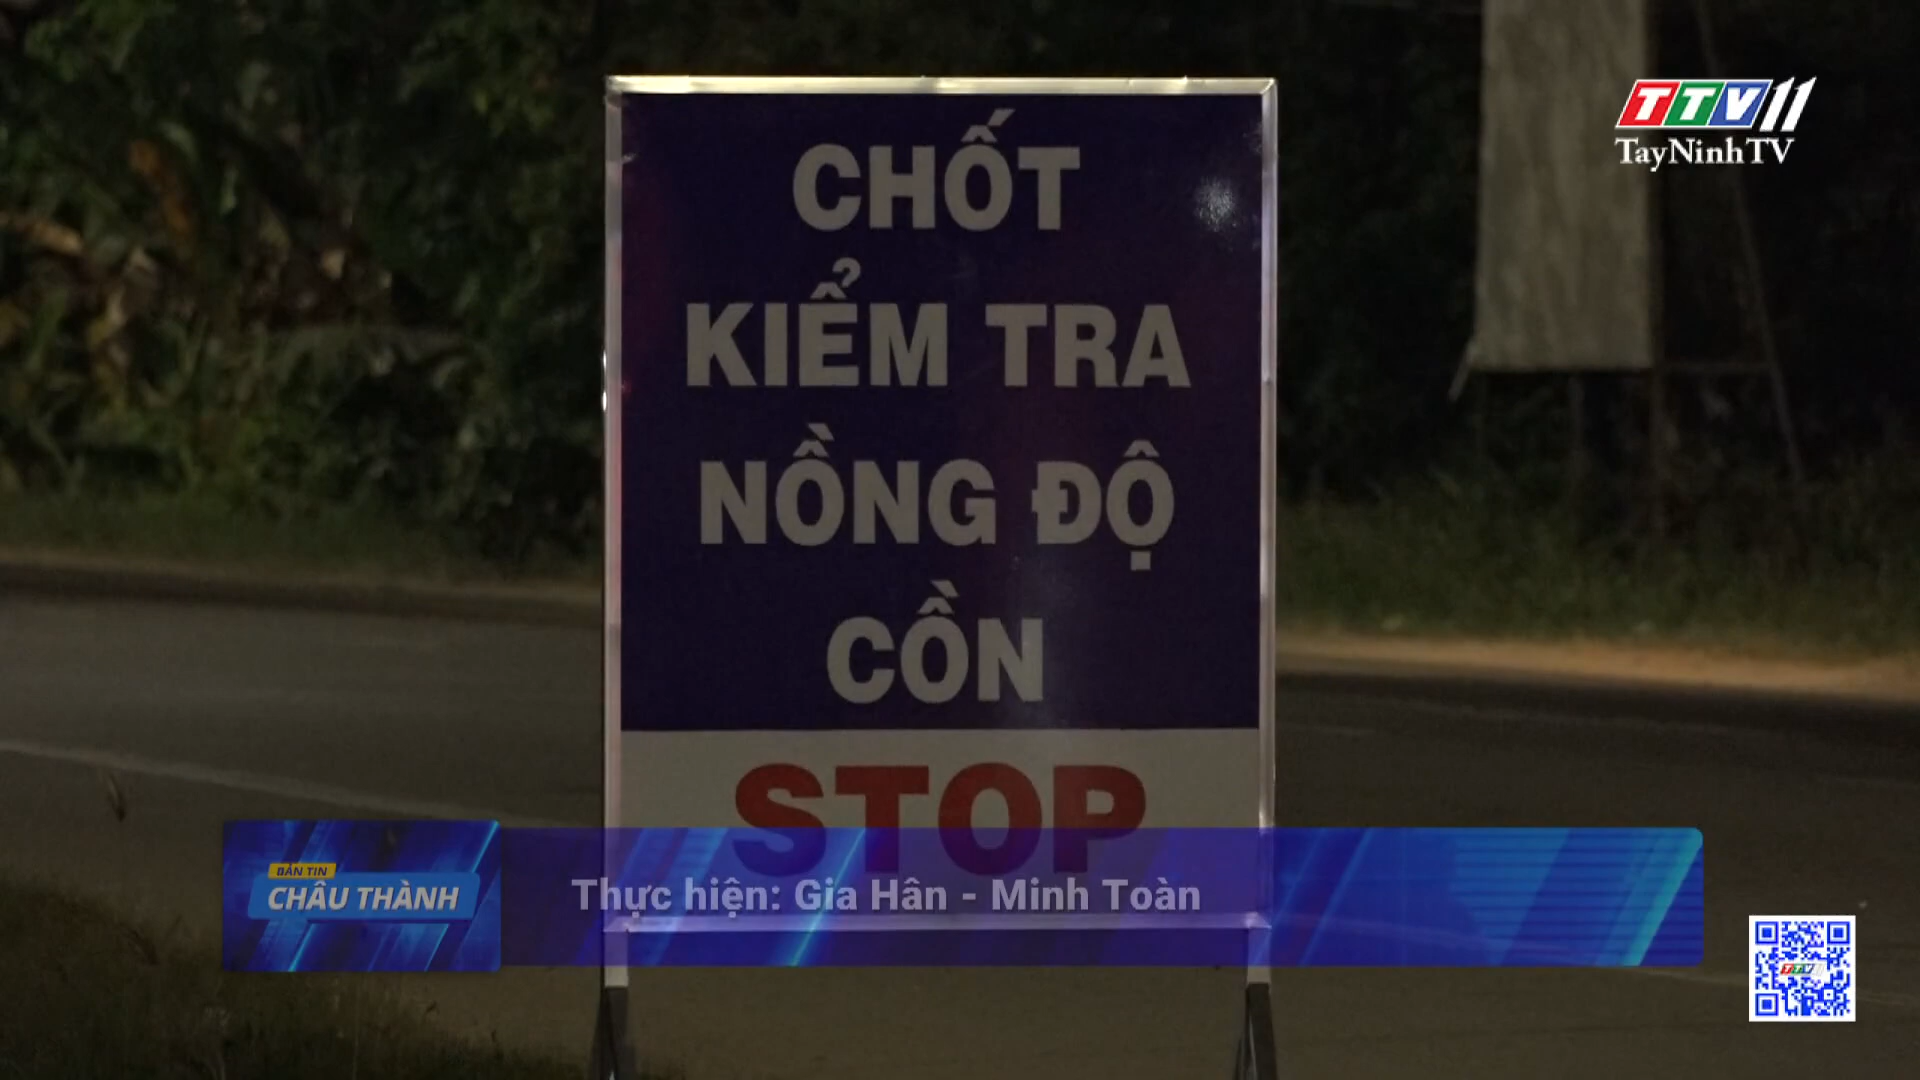 TTV11
TayNinhTV
CHỐT
KIỂM TRA
NỒNG ĐỘ
CỒN
STOP
BẢN TIN
CHÂU THÀNH
Thực hiện: Gia Hân - Minh Toàn
TTV11